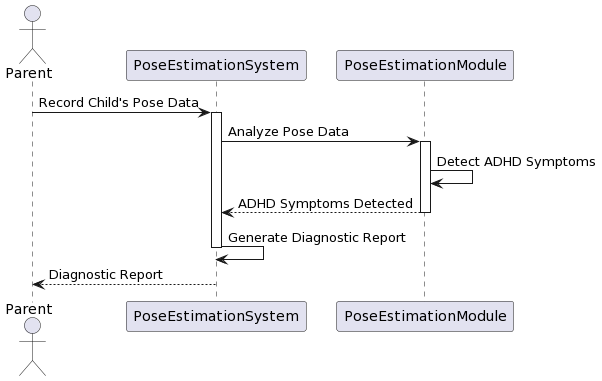 Parent
PoseEstimationSystem
PoseEstimationModule
Record Child's Pose Data
Analyze Pose Data
Detect ADHD Symptoms
ADHD Symptoms Detected
Generate Diagnostic Report
Diagnostic Report
Parent
PoseEstimationSystem
PoseEstimationModule